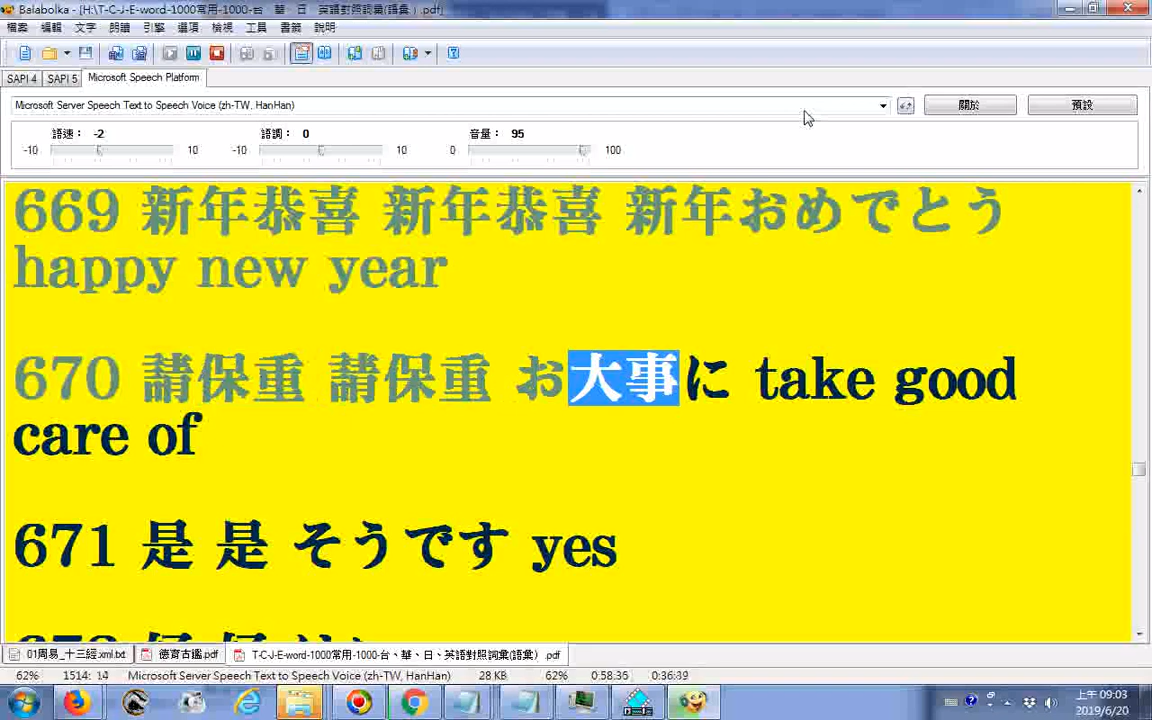 Balabolka - [H:\T-C-J-E-word-1000常用-1000-台、華、日、英語對照詞彙(語彙).pdf]
檔案 編輯 文字 朗讀 引擎 選項 檢視 工具 書籤 說明
SAPI 4 SAPI 5 Microsoft Speech Platform
Microsoft Server Speech Text to Speech Voice (zh-TW, HanHan) 關於 預設
語速： -2 語調： 0 音量： 95
-10 10 -10 10 0 100
669 新年恭喜 新年恭喜 新年おめでとう
happy new year
670 請保重 請保重 お大事に take good
care of
671 是 是 そうです yes
01周易_十三經.xml.txt 德育古鑑.pdf T-C-J-E-word-1000常用-1000-台、華、日、英語對照詞彙(語彙).pdf
62% 1514: 14 Microsoft Server Speech Text to Speech Voice (zh-TW, HanHan) 28 KB 62% 0:58:35 0:36:39
上午 09:03
2019/6/20